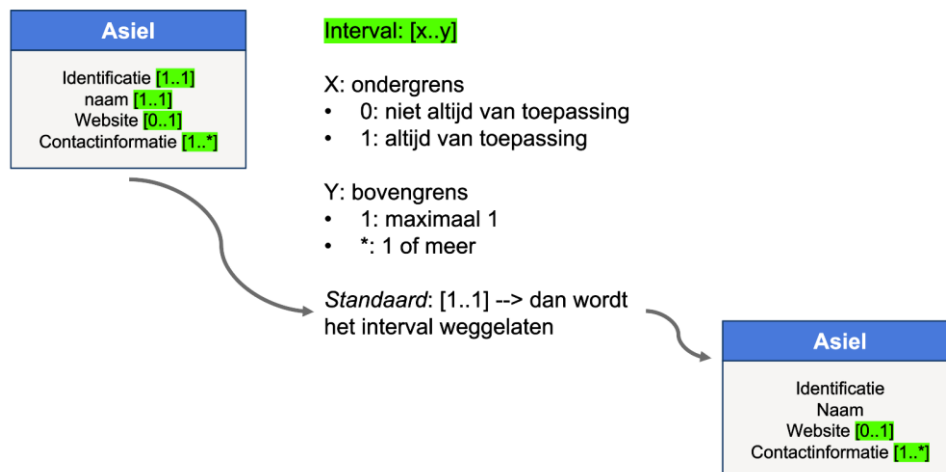 Asiel
Identificatie [1..1]
naam [1..1]
Website [0..1]
Contactinformatie [1..*]
Interval: [x..y]
X: ondergrens
• 0: niet altijd van toepassing
• 1: altijd van toepassing
Y: bovengrens
• 1: maximaal 1
• *: 1 of meer
Standaard: [1..1] --> dan wordt
het interval weggelaten
Asiel
Identificatie
Naam
Website [0..1]
Contactinformatie [1..*]